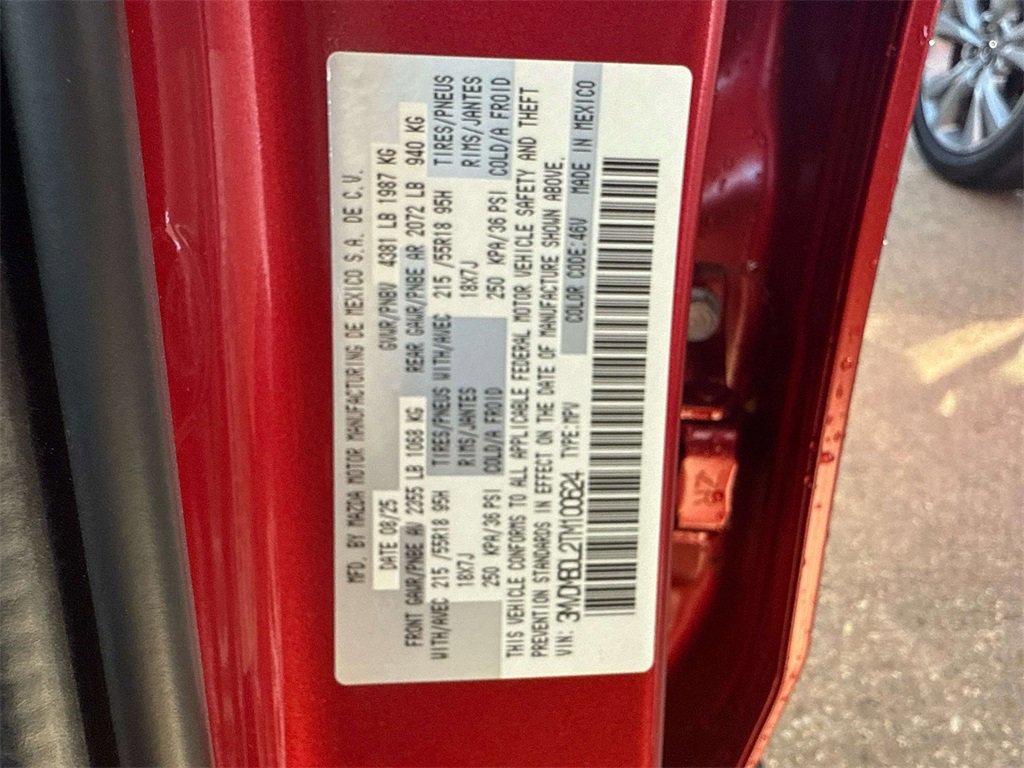 MFD. BY MAZDA MOTOR MANUFACTURING DE MEXICO S.A. DE C.V.
DATE 08/25 GVWR/PNBV 4381 LB 1987 KG
FRONT GAWR/PNBE AV 2355 LB 1068 KG REAR GAWR/PNBE AR 2072 LB 940 KG
WITH/AVEC 215 /55R18 95H TIRES/PNEUS WITH/AVEC 215 /55R18 95H TIRES/PNEUS
18X7J RIMS/JANTES 18X7J RIMS/JANTES
250 KPA/36 PSI COLD/A FROID 250 KPA/36 PSI COLD/A FROID
THIS VEHICLE CONFORMS TO ALL APPLICABLE FEDERAL MOTOR VEHICLE SAFETY AND THEFT
PREVENTION STANDARDS IN EFFECT ON THE DATE OF MANUFACTURE SHOWN ABOVE.
VIN: 3MVDMBDL2TM100624 TYPE:MPV COLOR CODE:46V MADE IN MEXICO